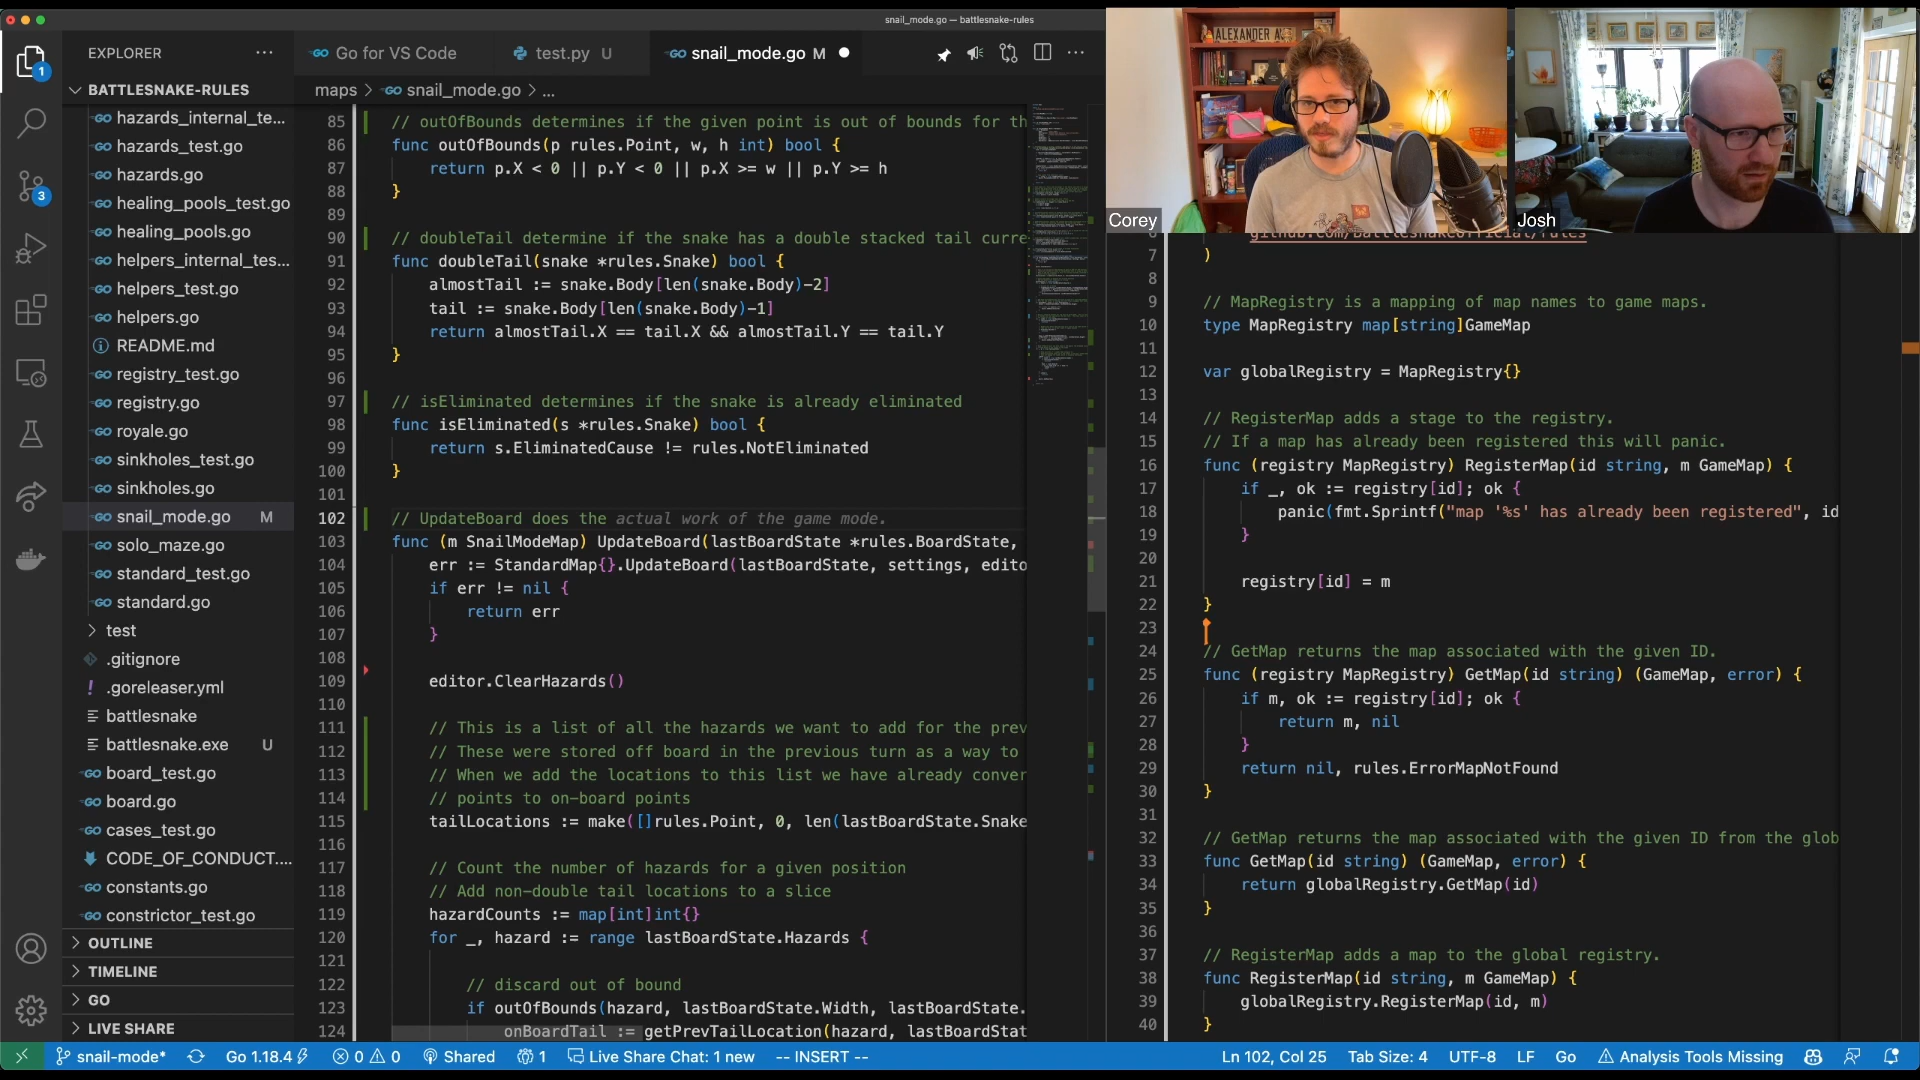 snail_mode.go — battlesnake-rules
EXPLORER
Go for VS Code
test.py U
snail_mode.go M
maps > snail_mode.go > ...
1
3
BATTLESNAKE-RULES
hazards_internal_te...
hazards_test.go
hazards.go
healing_pools_test.go
healing_pools.go
helpers_internal_tes...
helpers_test.go
helpers.go
README.md
registry_test.go
registry.go
royale.go
sinkholes_test.go
sinkholes.go
snail_mode.go M
solo_maze.go
standard_test.go
standard.go
test
.gitignore
.goreleaser.yml
battlesnake
battlesnake.exe U
board_test.go
board.go
cases_test.go
CODE_OF_CONDUCT....
constants.go
constrictor_test.go
OUTLINE
TIMELINE
GO
LIVE SHARE
85 // outOfBounds determines if the given point is out of bounds for th
86 func outOfBounds(p rules.Point, w, h int) bool {
87 return p.X < 0 || p.Y < 0 || p.X >= w || p.Y >= h
88 }
89
90 // doubleTail determine if the snake has a double stacked tail curre
91 func doubleTail(snake *rules.Snake) bool {
92 almostTail := snake.Body[len(snake.Body)-2]
93 tail := snake.Body[len(snake.Body)-1]
94 return almostTail.X == tail.X && almostTail.Y == tail.Y
95 }
96
97 // isEliminated determines if the snake is already eliminated
98 func isEliminated(s *rules.Snake) bool {
99 return s.EliminatedCause != rules.NotEliminated
100 }
101
102 // UpdateBoard does the actual work of the game mode.
103 func (m SnailModeMap) UpdateBoard(lastBoardState *rules.BoardState,
104 err := StandardMap{}.UpdateBoard(lastBoardState, settings, edito
105 if err != nil {
106 return err
107 }
108
109 editor.ClearHazards()
110
111 // This is a list of all the hazards we want to add for the prev
112 // These were stored off board in the previous turn as a way to
113 // When we add the locations to this list we have already conver
114 // points to on-board points
115 tailLocations := make([]rules.Point, 0, len(lastBoardState.Snake
116
117 // Count the number of hazards for a given position
118 // Add non-double tail locations to a slice
119 hazardCounts := map[int]int{}
120 for _, hazard := range lastBoardState.Hazards {
121
122 // discard out of bound
123 if outOfBounds(hazard, lastBoardState.Width, lastBoardState.
124 onBoardTail := getPrevTailLocation(hazard, lastBoardStat
ALEXANDER
Corey
Josh
7 )
8
9 // MapRegistry is a mapping of map names to game maps.
10 type MapRegistry map[string]GameMap
11
12 var globalRegistry = MapRegistry{}
13
14 // RegisterMap adds a stage to the registry.
15 // If a map has already been registered this will panic.
16 func (registry MapRegistry) RegisterMap(id string, m GameMap) {
17 if _, ok := registry[id]; ok {
18 panic(fmt.Sprintf("map '%s' has already been registered", id
19 }
20
21 registry[id] = m
22 }
23
24 // GetMap returns the map associated with the given ID.
25 func (registry MapRegistry) GetMap(id string) (GameMap, error) {
26 if m, ok := registry[id]; ok {
27 return m, nil
28 }
29 return nil, rules.ErrorMapNotFound
30 }
31
32 // GetMap returns the map associated with the given ID from the glob
33 func GetMap(id string) (GameMap, error) {
34 return globalRegistry.GetMap(id)
35 }
36
37 // RegisterMap adds a map to the global registry.
38 func RegisterMap(id string, m GameMap) {
39 globalRegistry.RegisterMap(id, m)
40 }
snail-mode* Go 1.18.4 0 0 Shared 1 Live Share Chat: 1 new -- INSERT -- Ln 102, Col 25 Tab Size: 4 UTF-8 LF Go Analysis Tools Missing